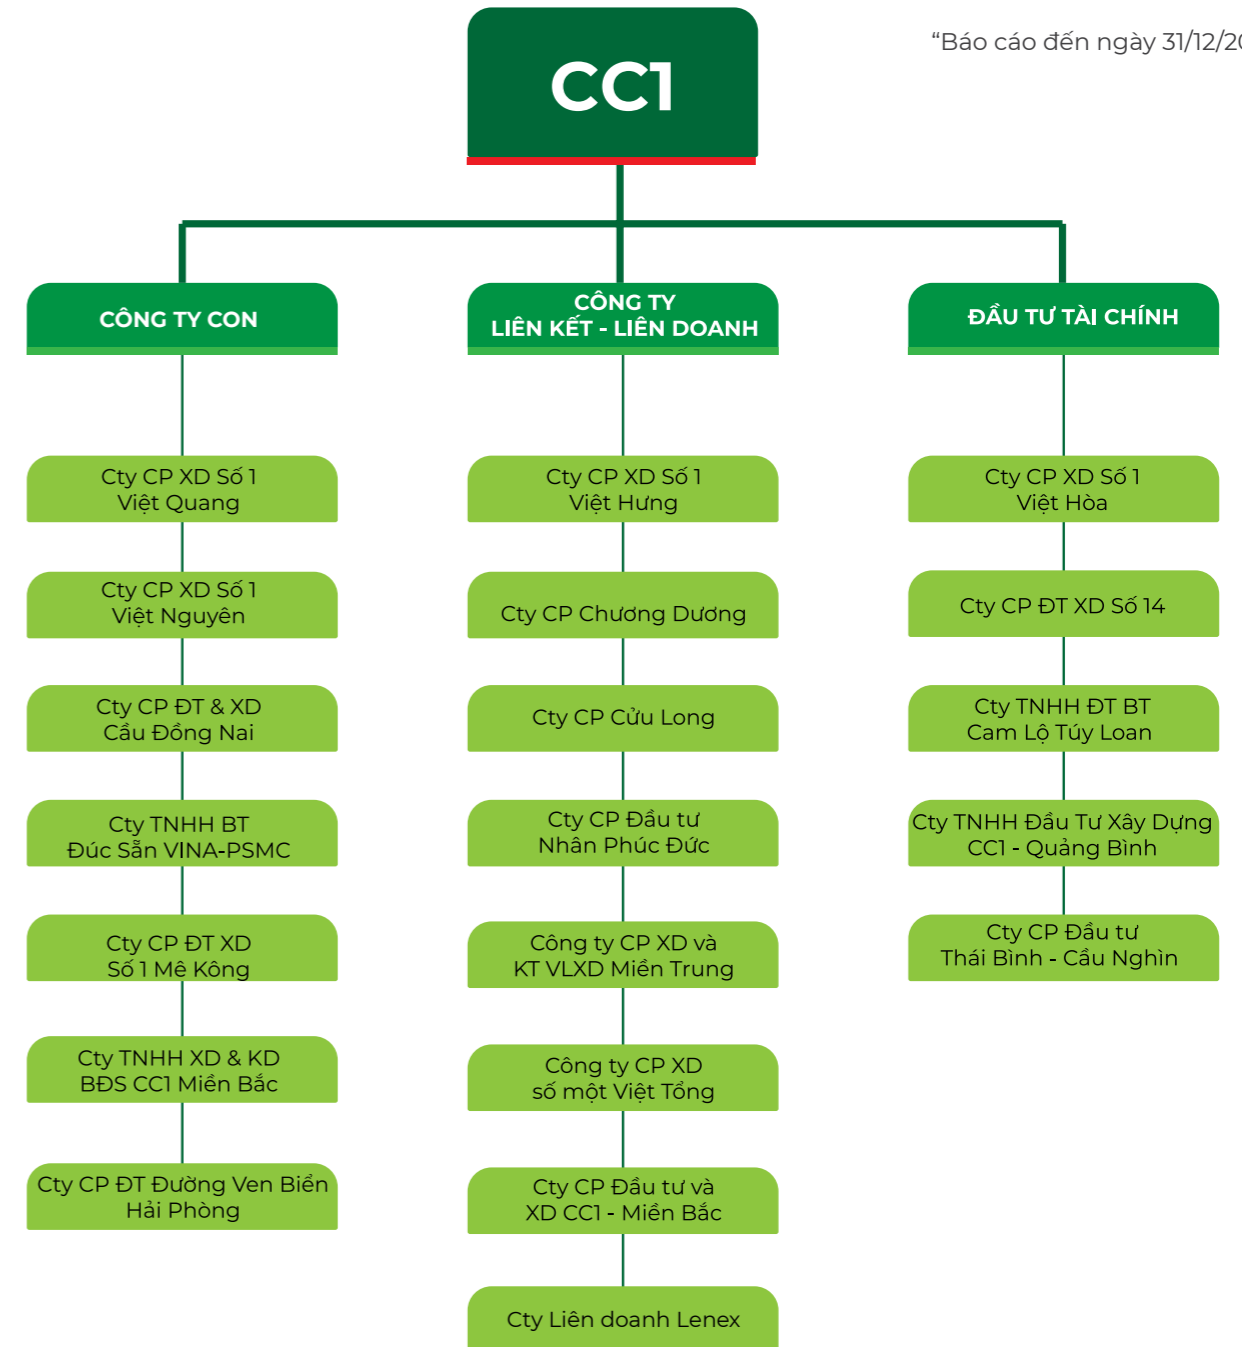 CC1
“Báo cáo đến ngày 31/12/20
CÔNG TY CON
Cty CP XD Số 1
Việt Quang
Cty CP XD Số 1
Việt Nguyên
Cty CP ĐT & XD
Cầu Đồng Nai
Cty TNHH BT
Đúc Sẵn VINA-PSMC
Cty CP ĐT XD
Số 1 Mê Kông
Cty TNHH XD & KD
BĐS CC1 Miền Bắc
Cty CP ĐT Đường Ven Biển
Hải Phòng
CÔNG TY
LIÊN KẾT - LIÊN DOANH
Cty CP XD Số 1
Việt Hưng
Cty CP Chương Dương
Cty CP Cửu Long
Cty CP Đầu tư
Nhân Phúc Đức
Công ty CP XD và
KT VLXD Miền Trung
Công ty CP XD
số một Việt Tổng
Cty CP Đầu tư và
XD CC1 - Miền Bắc
Cty Liên doanh Lenex
ĐẦU TƯ TÀI CHÍNH
Cty CP XD Số 1
Việt Hòa
Cty CP ĐT XD Số 14
Cty TNHH ĐT BT
Cam Lộ Túy Loan
Cty TNHH Đầu Tư Xây Dựng
CC1 - Quảng Bình
Cty CP Đầu tư
Thái Bình - Cầu Nghìn